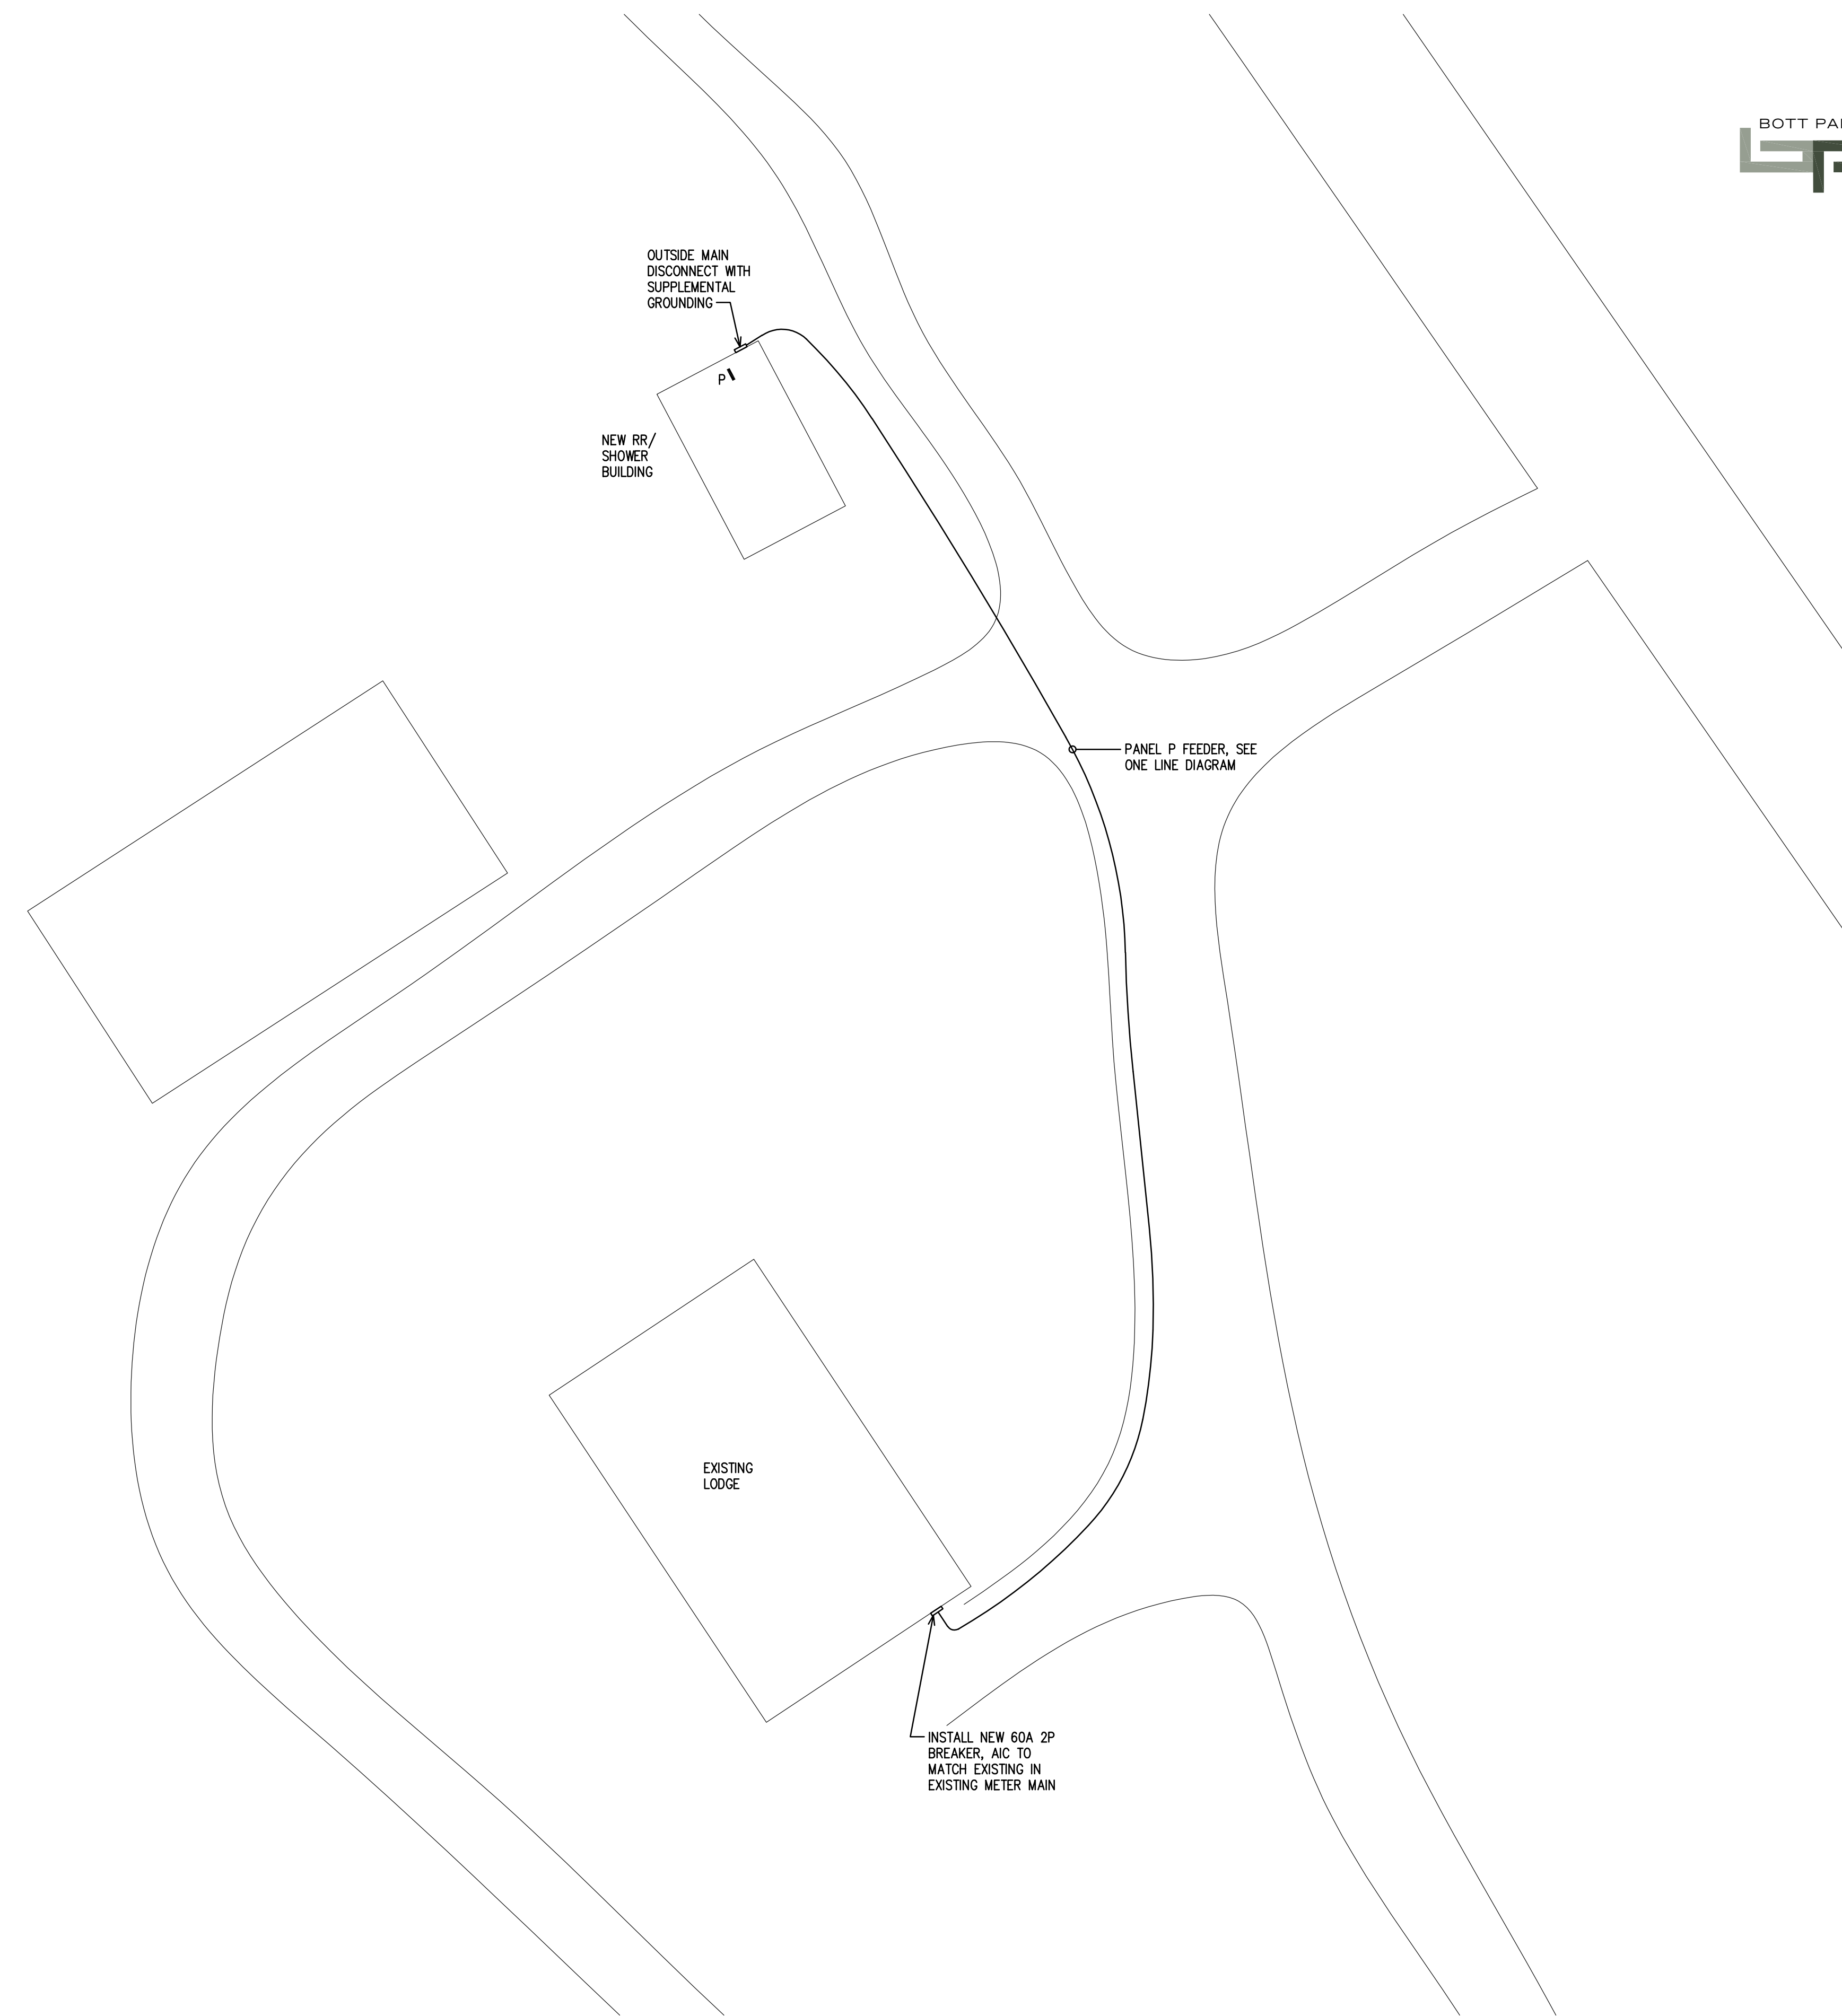 BOTT PA
OUTSIDE MAIN
DISCONNECT WITH
SUPPLEMENTAL
GROUNDING
P
NEW RR/
SHOWER
BUILDING
PANEL P FEEDER, SEE
ONE LINE DIAGRAM
EXISTING
LODGE
INSTALL NEW 60A 2P
BREAKER, AIC TO
MATCH EXISTING IN
EXISTING METER MAIN